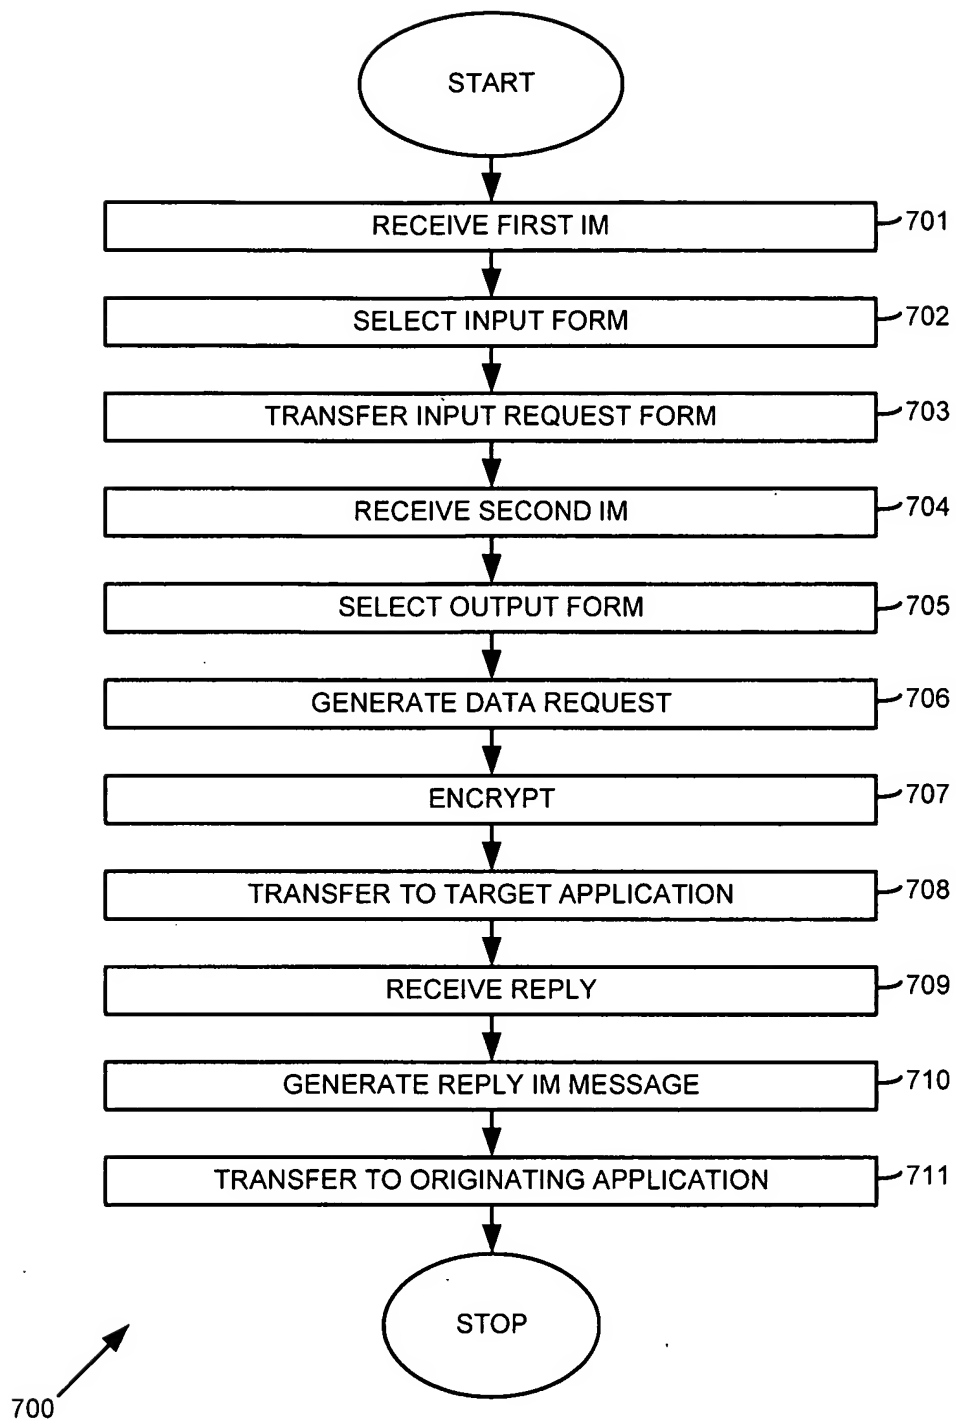 START
RECEIVE FIRST IM 701
SELECT INPUT FORM 702
TRANSFER INPUT REQUEST FORM 703
RECEIVE SECOND IM 704
SELECT OUTPUT FORM 705
GENERATE DATA REQUEST 706
ENCRYPT 707
TRANSFER TO TARGET APPLICATION 708
RECEIVE REPLY 709
GENERATE REPLY IM MESSAGE 710
TRANSFER TO ORIGINATING APPLICATION 711
STOP
700